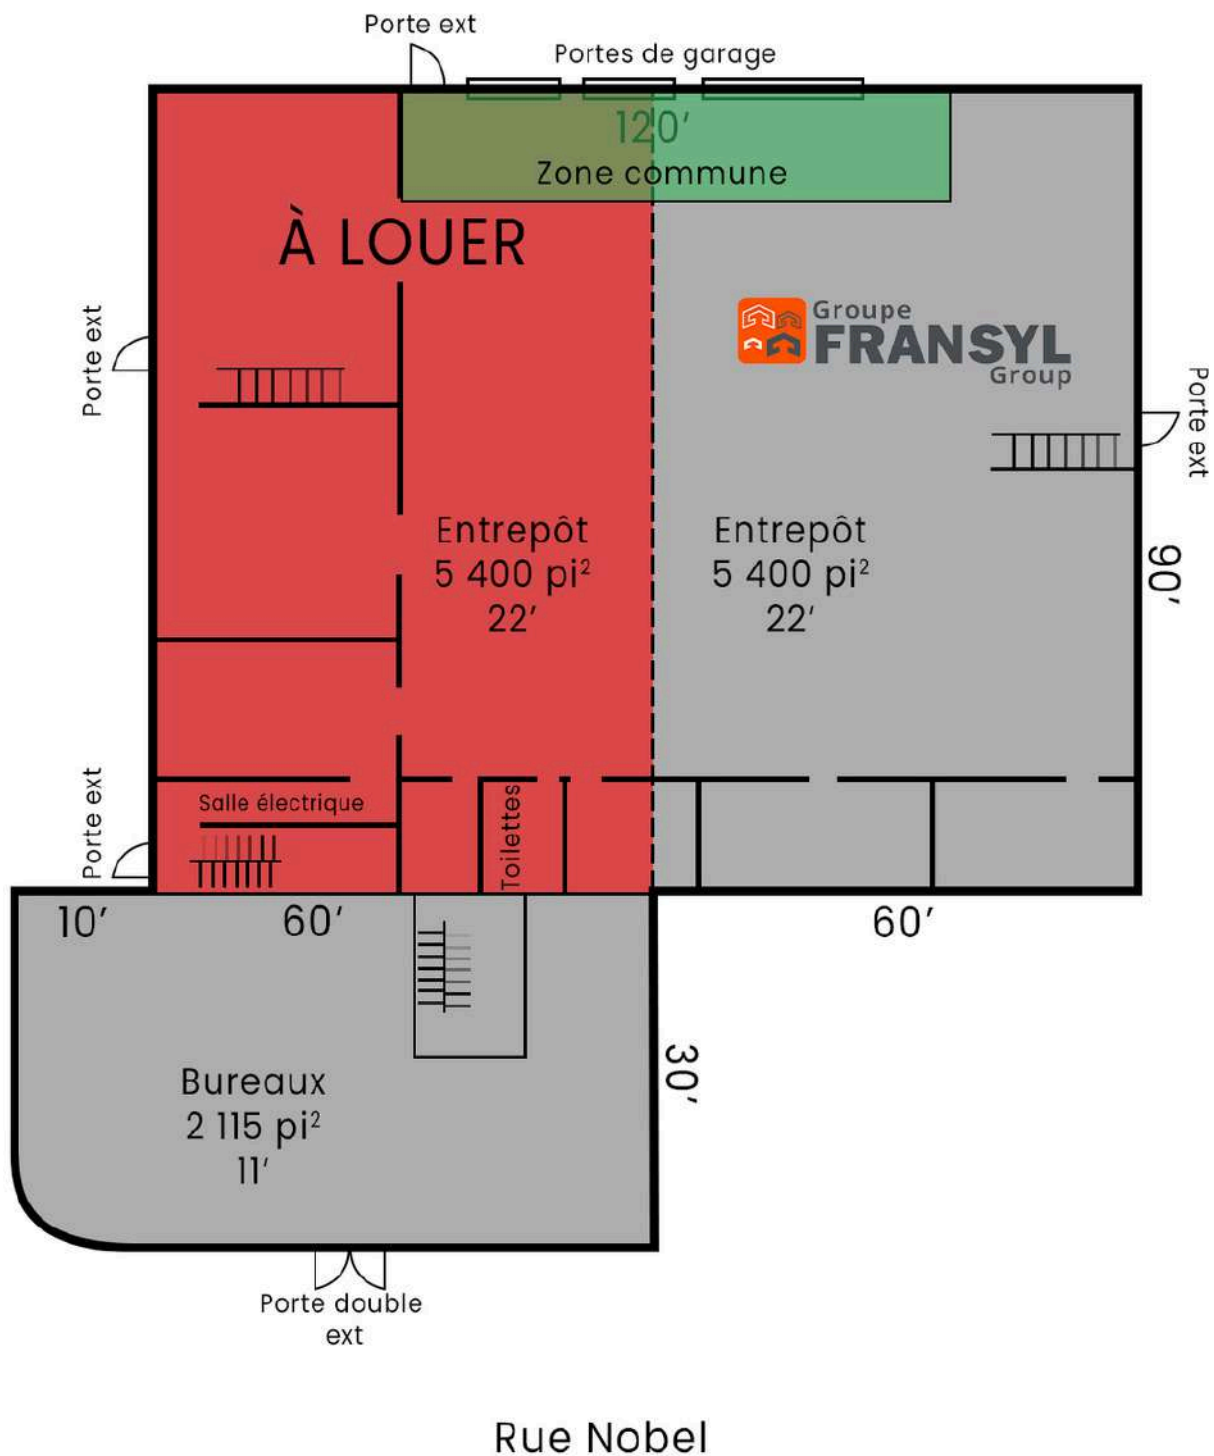 Porte ext
Portes de garage
120'
Zone commune
À LOUER
Porte ext
Groupe
FRANSYL
Group
Porte ext
Entrepôt
5 400 pi²
22'
Entrepôt
5 400 pi²
22'
90'
Porte ext
Salle électrique
Toilettes
10'
60'
60'
30'
Bureaux
2 115 pi²
11'
Porte double
ext
Rue Nobel